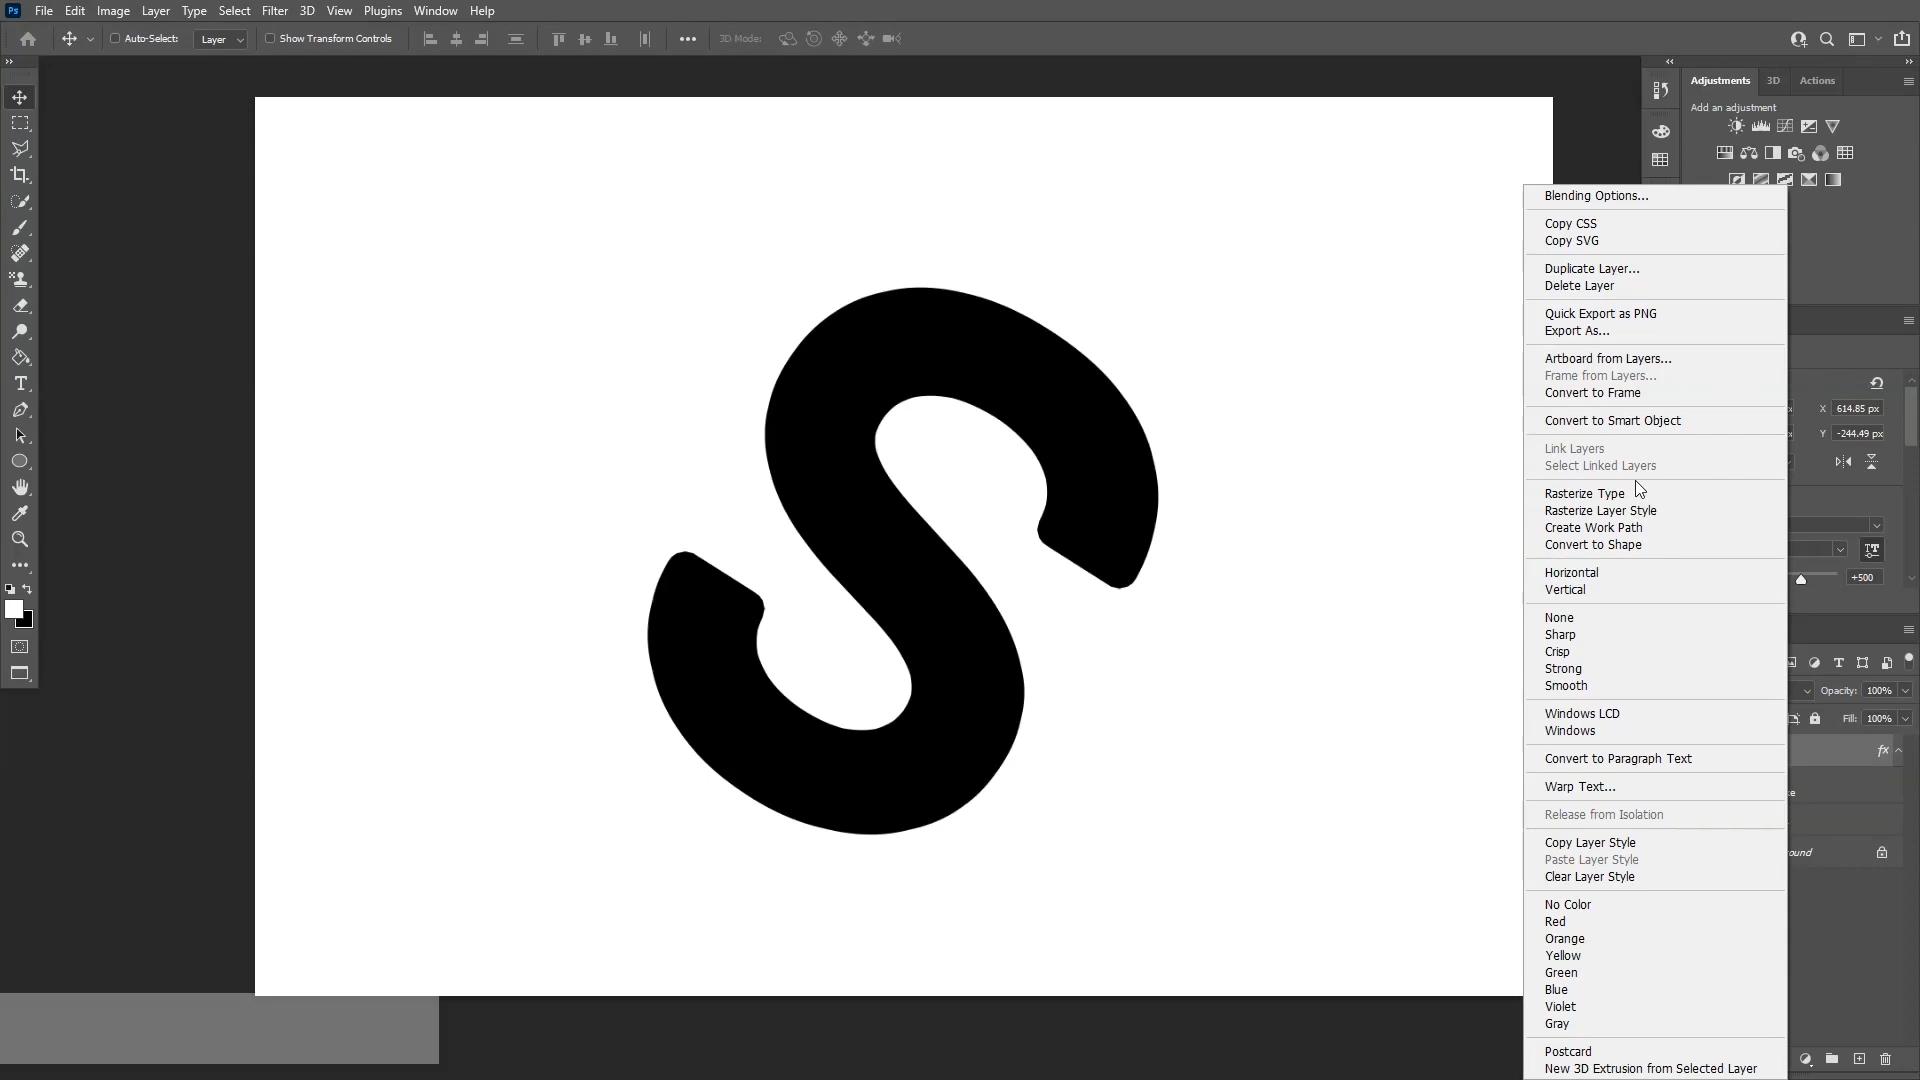 Ps File Edit Image Layer Type Select Filter 3D View Plugins Window Help
Auto-Select: Layer Show Transform Controls 3D Mode:
Adjustments 3D Actions
Add an adjustment
Blending Options...
Copy CSS
Copy SVG
Duplicate Layer...
Delete Layer
Quick Export as PNG
Export As...
Artboard from Layers...
Frame from Layers...
Convert to Frame
X 614.85 px
Convert to Smart Object
Y -244.49 px
Link Layers
Select Linked Layers
Rasterize Type
Rasterize Layer Style
Create Work Path
Convert to Shape
Horizontal
+500
Vertical
None
Sharp
Crisp
Strong
Smooth
Opacity: 100%
Windows LCD
Fill: 100%
Windows
fx
Convert to Paragraph Text
Warp Text...
Release from Isolation
Copy Layer Style
Paste Layer Style
Clear Layer Style
No Color
Red
Orange
Yellow
Green
Blue
Violet
Gray
Postcard
New 3D Extrusion from Selected Layer
S